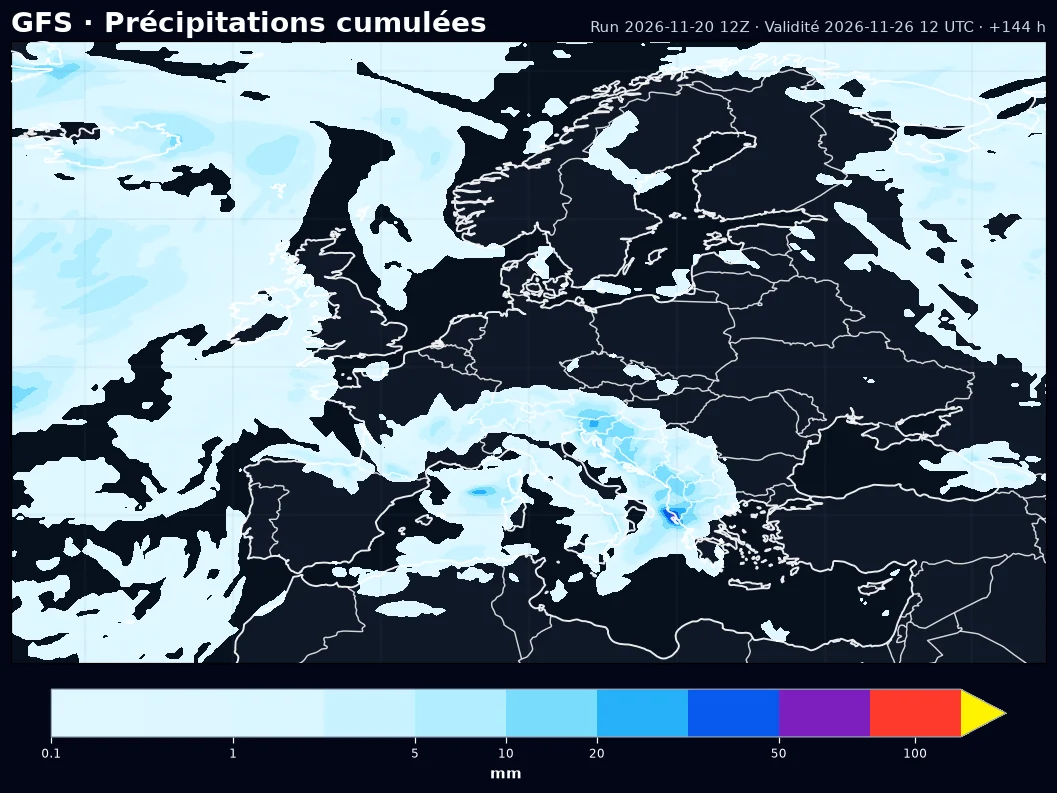 GFS · Précipitations cumulées
Run 2026-11-20 12Z · Validité 2026-11-26 12 UTC · +144 h
0.1 1 5 10 20 50 100
mm